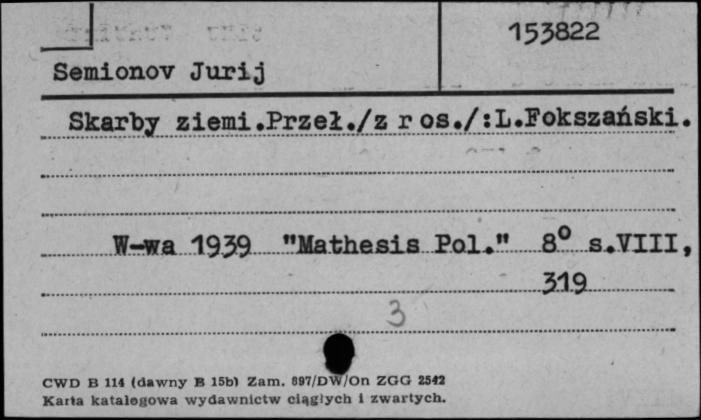 153822
Semionov Jurij
Skarby ziemi.Przeł./z ros./:L.Fokszański.
W-wa 1939 "Mathesis Pol." 8° s.VIII,
319
3
CWD B 114 (dawny B 15b) Zam. 897/DW/On ZGG 2542
Karta katalogowa wydawnictw ciągłych i zwartych.